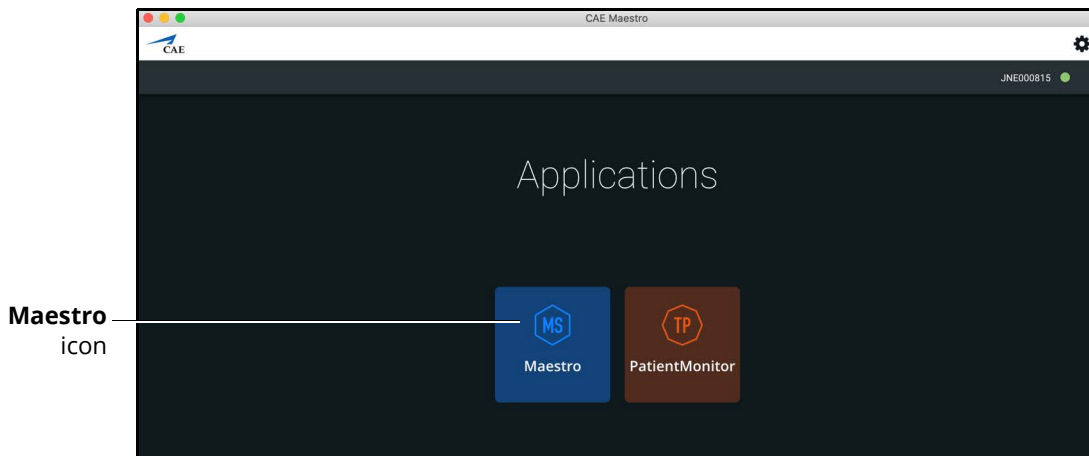 CAE Maestro
CAE
JNE000815
Applications
Maestro
icon
MS
TP
Maestro
PatientMonitor